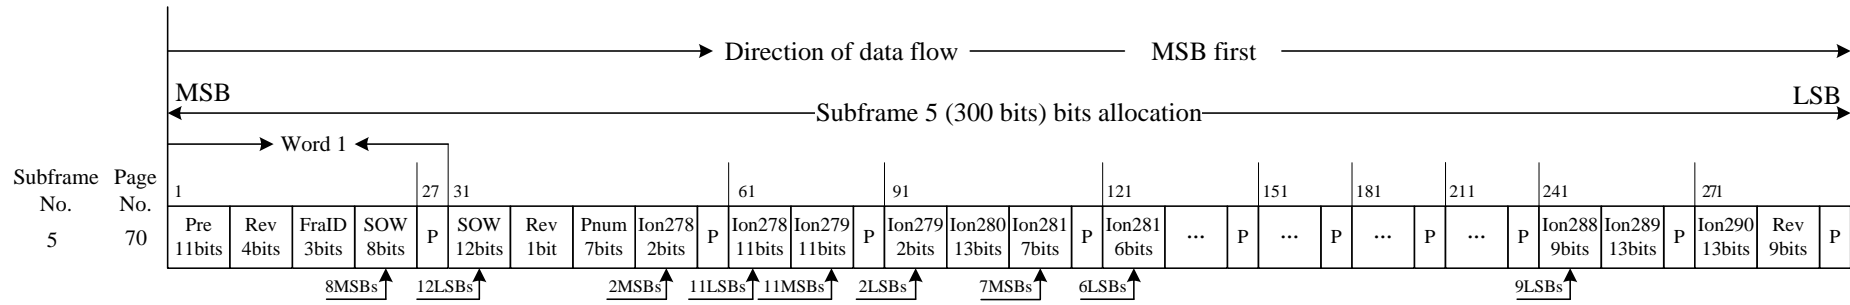 Direction of data flow MSB first
MSB LSB
Subframe 5 (300 bits) bits allocation
Word 1
Subframe No. Page No.
1 27 31 61 91 121 151 181 211 241 271
5 70
Pre 11bits
Rev 4bits
FraID 3bits
SOW 8bits
P
SOW 12bits
Rev 1bit
Pnum 7bits
Ion278 2bits
P
Ion278 11bits
Ion279 11bits
P
Ion279 2bits
Ion280 13bits
Ion281 7bits
P
Ion281 6bits
...
P
...
P
...
P
...
P
Ion288 9bits
Ion289 13bits
P
Ion290 13bits
Rev 9bits
P
8MSBs 12LSBs 2MSBs 11LSBs 11MSBs 2LSBs 7MSBs 6LSBs 9LSBs